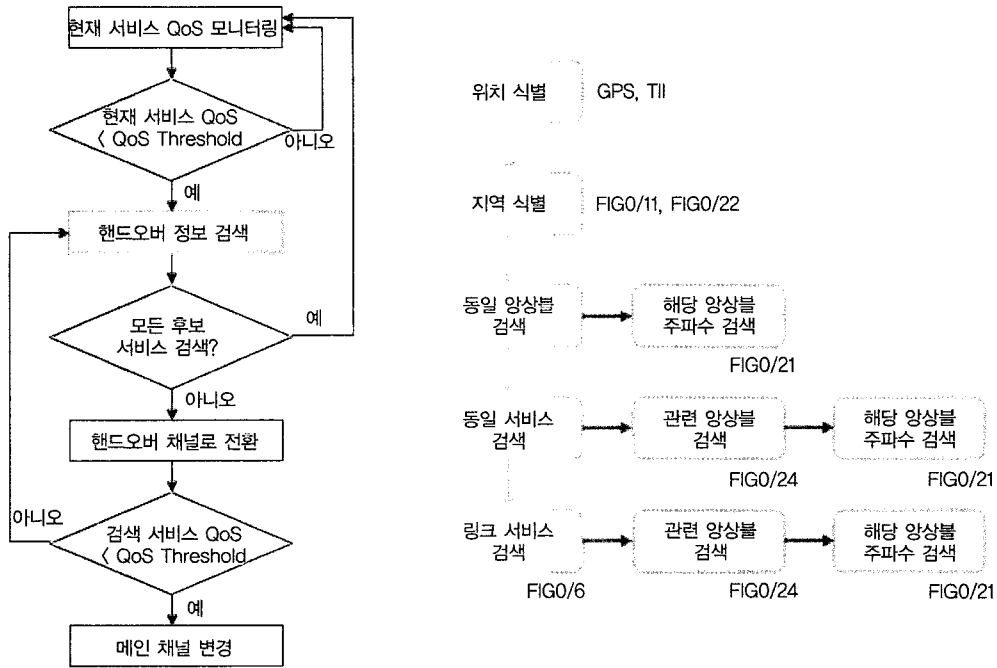 현재 서비스 QoS 모니터링
현재 서비스 QoS
< QoS Threshold
아니오
예
핸드오버 정보 검색
모든 후보
서비스 검색?
예
아니오
핸드오버 채널로 전환
검색 서비스 QoS
< QoS Threshold
아니오
예
메인 채널 변경
위치 식별
GPS, TII
지역 식별
FIG0/11, FIG0/22
동일 앙상블
검색
해당 앙상블
주파수 검색
FIG0/21
동일 서비스
검색
관련 앙상블
검색
FIG0/24
해당 앙상블
주파수 검색
FIG0/21
링크 서비스
검색
FIG0/6
관련 앙상블
검색
FIG0/24
해당 앙상블
주파수 검색
FIG0/21